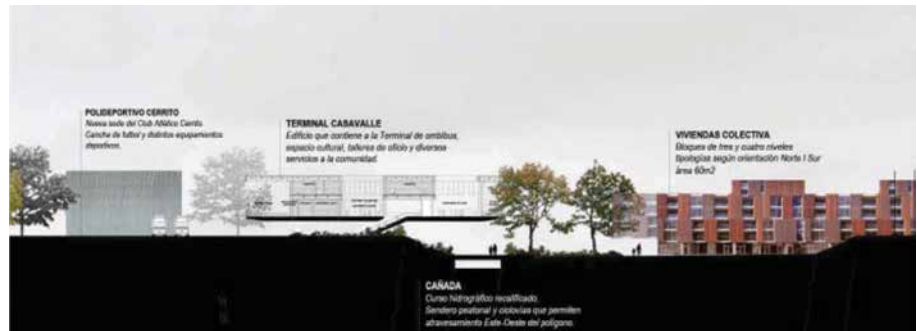 POLIDEPORTIVO CERRITO
Nueva sede del Club Atlético Cerrito.
Cancha de futbol y distintos equipamientos
deportivos.
TERMINAL CASAVALLE
Edificio que contiene a la Terminal de ómnibus,
espacio cultural, talleres de oficio y diversos
servicios a la comunidad.
VIVIENDAS COLECTIVA
Bloques de tres y cuatro niveles
tipologías según orientación Norte I Sur
área 60m2
CAÑADA
Curso hidrográfico recalificado.
Sendero peatonal y ciclovías que permiten
atravesamiento Este-Oeste del polígono.